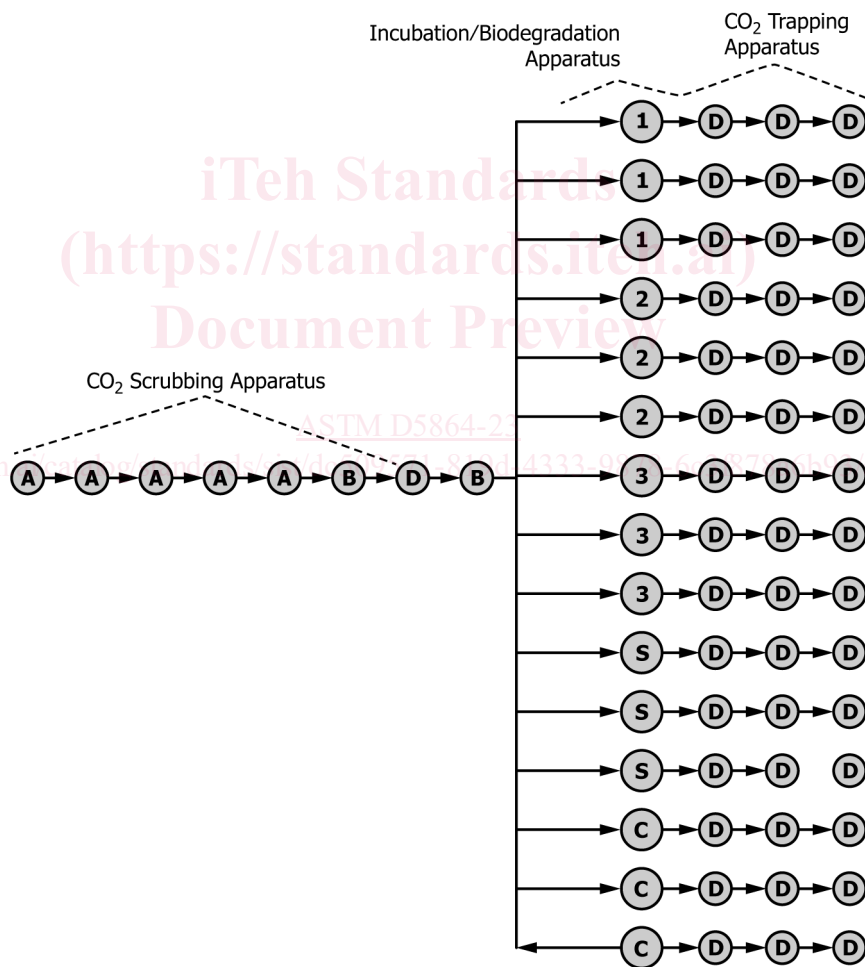 Incubation/Biodegradation
Apparatus
CO2 Trapping
Apparatus
1 D D D
1 D D D
iTeh Standards
1 D D D
(https://standards.iteh.ai)
2 D D D
Document Preview
2 D D D
CO2 Scrubbing Apparatus
2 D D D
ASTM D5864-23
A A A A A B D B
3 D D D
3 D D D
3 D D D
S D D D
S D D D
S D D D
C D D D
C D D D
C D D D